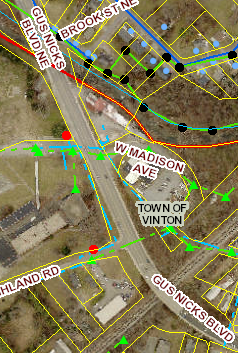 BROOK ST NE
GUS NICKS
BLVD NE
W MADISON
AVE
TOWN OF
VINTON
HLAND RD
GUS NICKS BLVD